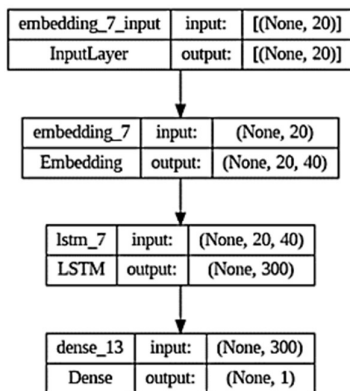 embedding_7_input input: [(None, 20)]
InputLayer output: [(None, 20)]
embedding_7 input: (None, 20)
Embedding output: (None, 20, 40)
lstm_7 input: (None, 20, 40)
LSTM output: (None, 300)
dense_13 input: (None, 300)
Dense output: (None, 1)